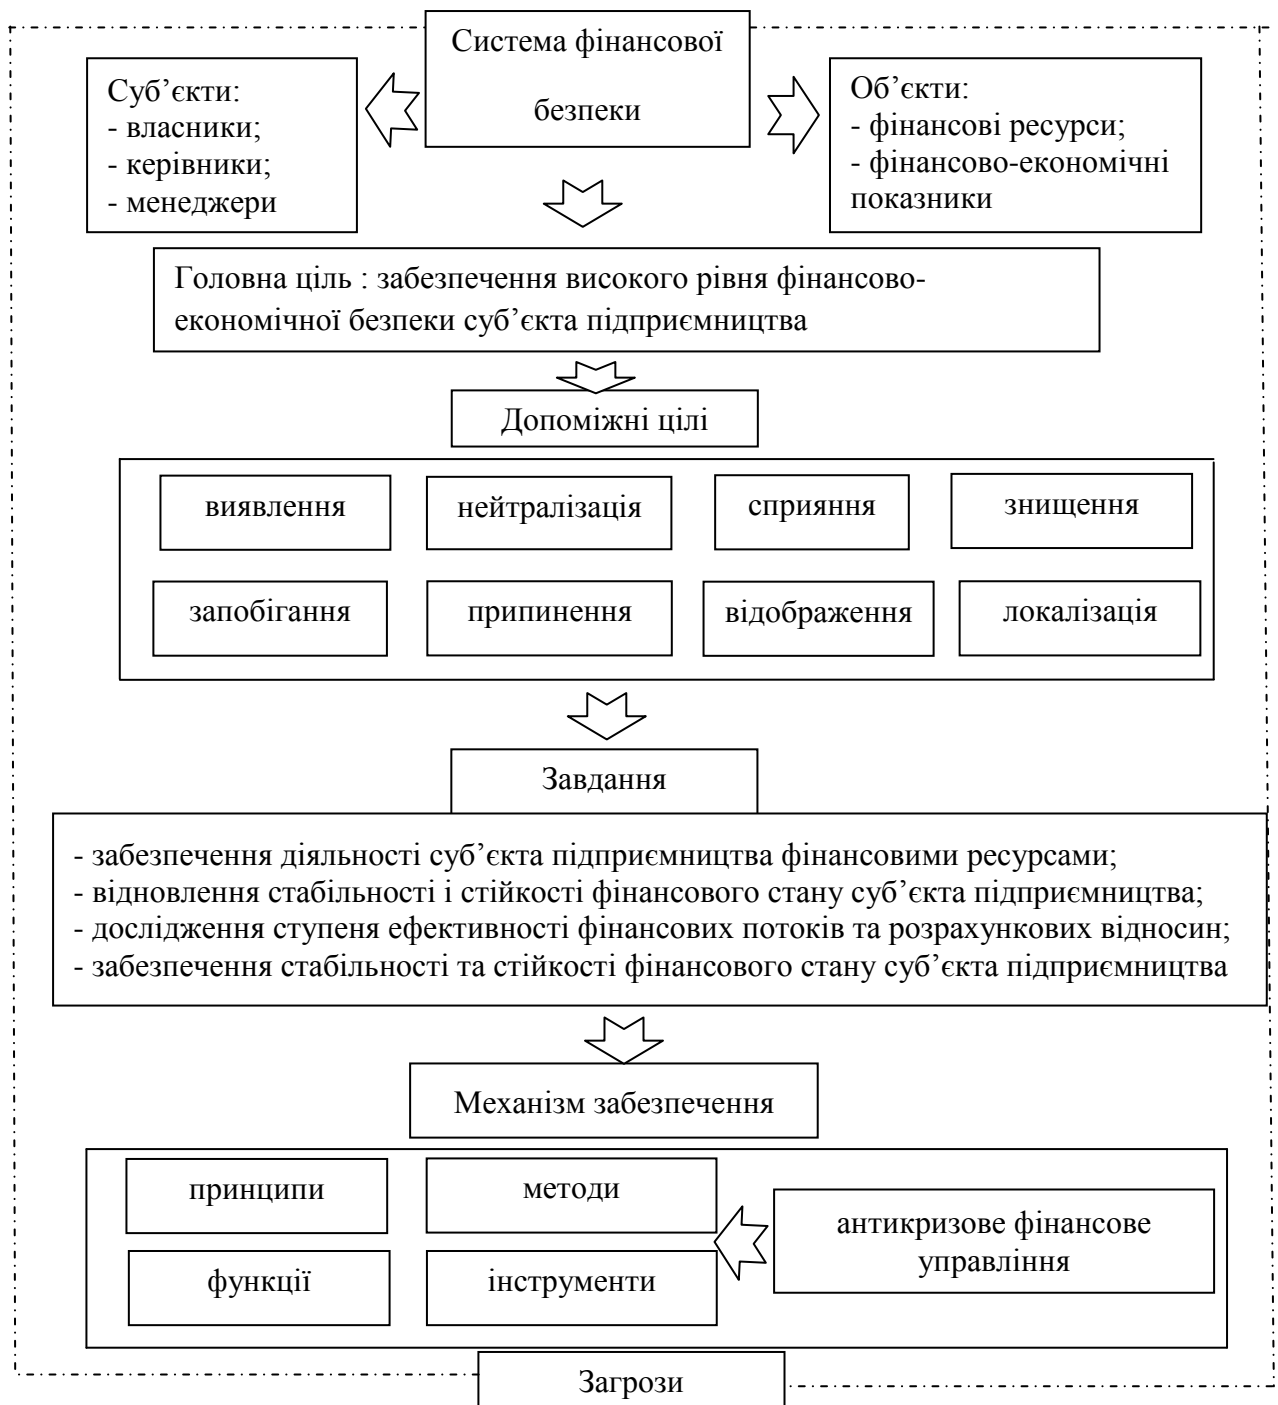 Система фінансової
безпеки
Суб’єкти:
- власники;
- керівники;
- менеджери
Об’єкти:
- фінансові ресурси;
- фінансово-економічні
показники
Головна ціль : забезпечення високого рівня фінансово-
економічної безпеки суб’єкта підприємництва
Допоміжні цілі
виявлення
нейтралізація
сприяння
знищення
запобігання
припинення
відображення
локалізація
Завдання
- забезпечення діяльності суб’єкта підприємництва фінансовими ресурсами;
- відновлення стабільності і стійкості фінансового стану суб’єкта підприємництва;
- дослідження ступеня ефективності фінансових потоків та розрахункових відносин;
- забезпечення стабільності та стійкості фінансового стану суб’єкта підприємництва
Механізм забезпечення
принципи
методи
функції
інструменти
антикризове фінансове
управління
Загрози